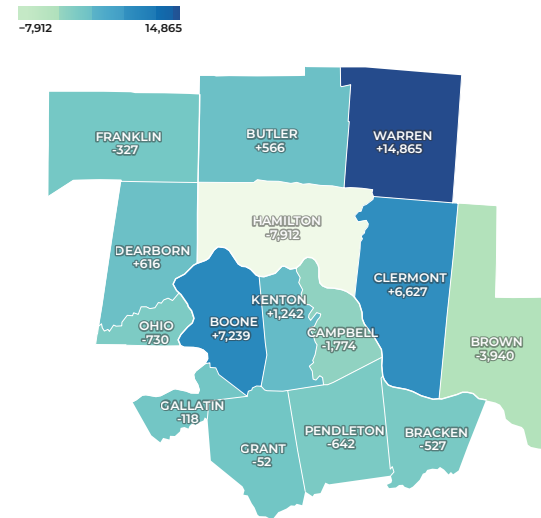 −7,912
14,865
FRANKLIN
-327
BUTLER
+566
WARREN
+14,865
HAMILTON
-7,912
DEARBORN
+616
CLERMONT
+6,627
KENTON
+1,242
OHIO
-730
BOONE
+7,239
CAMPBELL
-1,774
BROWN
-3,940
GALLATIN
-118
PENDLETON
-642
BRACKEN
-527
GRANT
-52